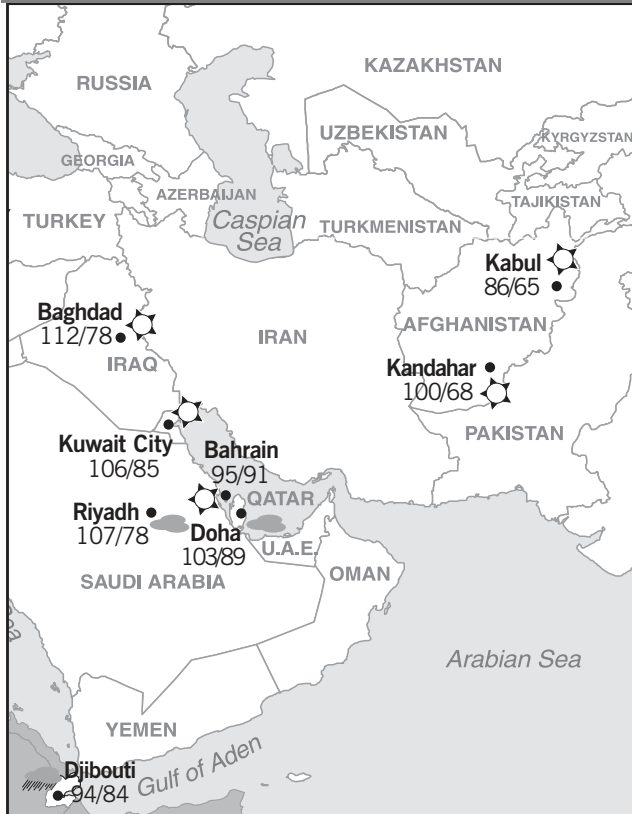 RUSSIA
KAZAKHSTAN
UZBEKISTAN
KYRGYZSTAN
GEORGIA
AZERBAIJAN
TAJIKISTAN
TURKEY
Caspian
Sea
TURKMENISTAN
Kabul
86/65
Baghdad
112/78
IRAQ
IRAN
AFGHANISTAN
Kandahar
100/68
PAKISTAN
Kuwait City
106/85
Bahrain
95/91
QATAR
Riyadh
107/78
Doha
103/89
U.A.E.
SAUDI ARABIA
OMAN
Arabian Sea
YEMEN
Gulf of Aden
Djibouti
94/84